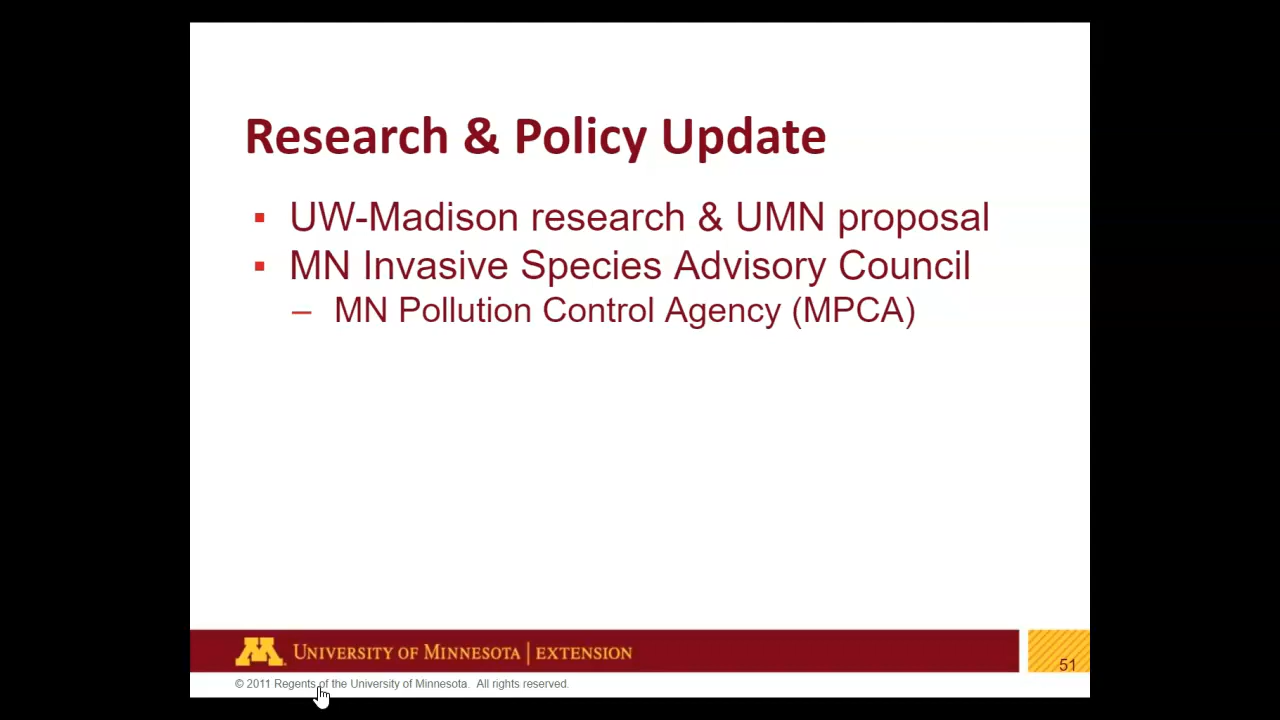 Research & Policy Update
▪ UW-Madison research & UMN proposal
▪ MN Invasive Species Advisory Council
– MN Pollution Control Agency (MPCA)
M UNIVERSITY OF MINNESOTA | EXTENSION
51
© 2011 Regents of the University of Minnesota. All rights reserved.